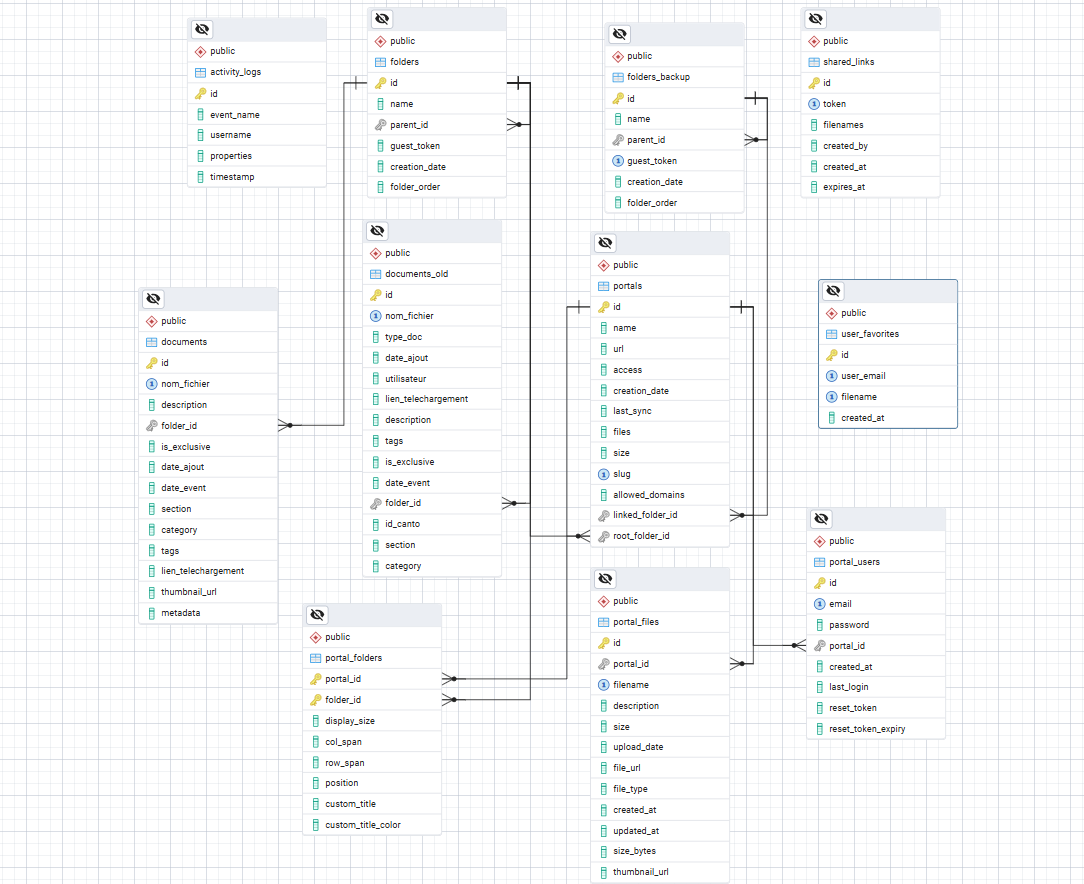 public
activity_logs
id
event_name
username
properties
timestamp
public
folders
id
name
parent_id
guest_token
creation_date
folder_order
public
folders_backup
id
name
parent_id
guest_token
creation_date
folder_order
public
shared_links
id
token
filenames
created_by
created_at
expires_at
public
documents
id
nom_fichier
description
folder_id
is_exclusive
date_ajout
date_event
section
category
tags
lien_telechargement
thumbnail_url
metadata
public
documents_old
id
nom_fichier
type_doc
date_ajout
utilisateur
lien_telechargement
description
tags
is_exclusive
date_event
folder_id
id_canto
section
category
public
portals
id
name
url
access
creation_date
last_sync
files
size
slug
allowed_domains
linked_folder_id
root_folder_id
public
user_favorites
id
user_email
filename
created_at
public
portal_folders
portal_id
folder_id
display_size
col_span
row_span
position
custom_title
custom_title_color
public
portal_files
id
portal_id
filename
description
size
upload_date
file_url
file_type
created_at
updated_at
size_bytes
thumbnail_url
public
portal_users
id
email
password
portal_id
created_at
last_login
reset_token
reset_token_expiry